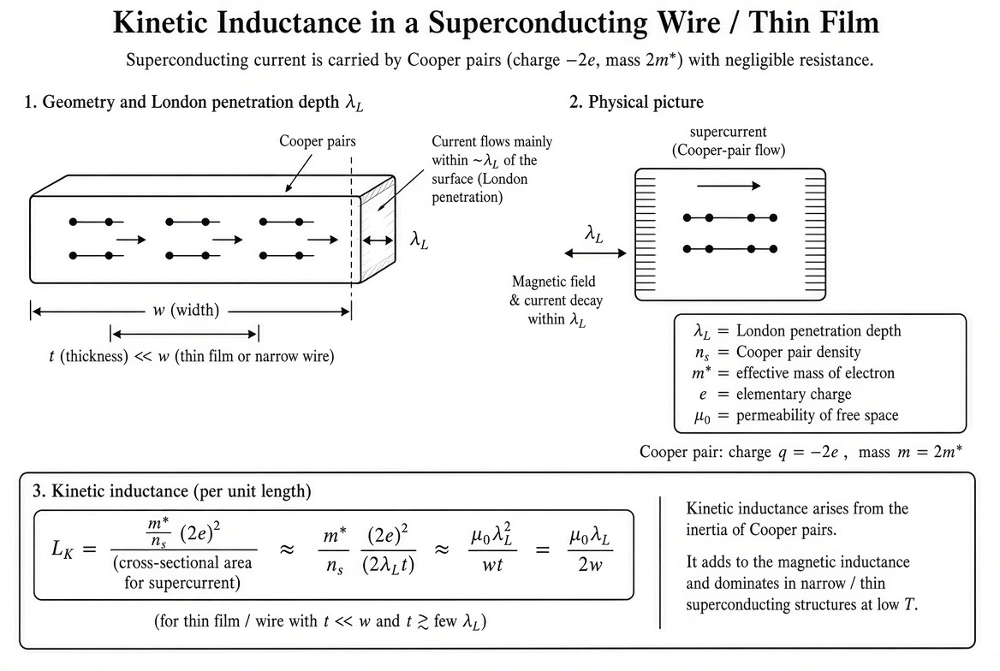 Kinetic Inductance in a Superconducting Wire / Thin Film
Superconducting current is carried by Cooper pairs (charge −2e, mass 2m*) with negligible resistance.
1. Geometry and London penetration depth λ_L
Cooper pairs
Current flows mainly
within ~λ_L of the
surface (London
penetration)
λ_L
w (width)
t (thickness) << w (thin film or narrow wire)
2. Physical picture
supercurrent
(Cooper-pair flow)
λ_L
Magnetic field
& current decay
within λ_L
λ_L = London penetration depth
n_s = Cooper pair density
m* = effective mass of electron
e = elementary charge
μ_0 = permeability of free space
Cooper pair: charge q = −2e , mass m = 2m*
3. Kinetic inductance (per unit length)
L_K = (m*/n_s (2e)^2) / (cross-sectional area for supercurrent) ≈ m*/n_s (2e)^2/(2λ_L t) ≈ μ_0 λ_L^2 / wt = μ_0 λ_L / 2w
(for thin film / wire with t << w and t ≳ few λ_L)
Kinetic inductance arises from the
inertia of Cooper pairs.
It adds to the magnetic inductance
and dominates in narrow / thin
superconducting structures at low T.